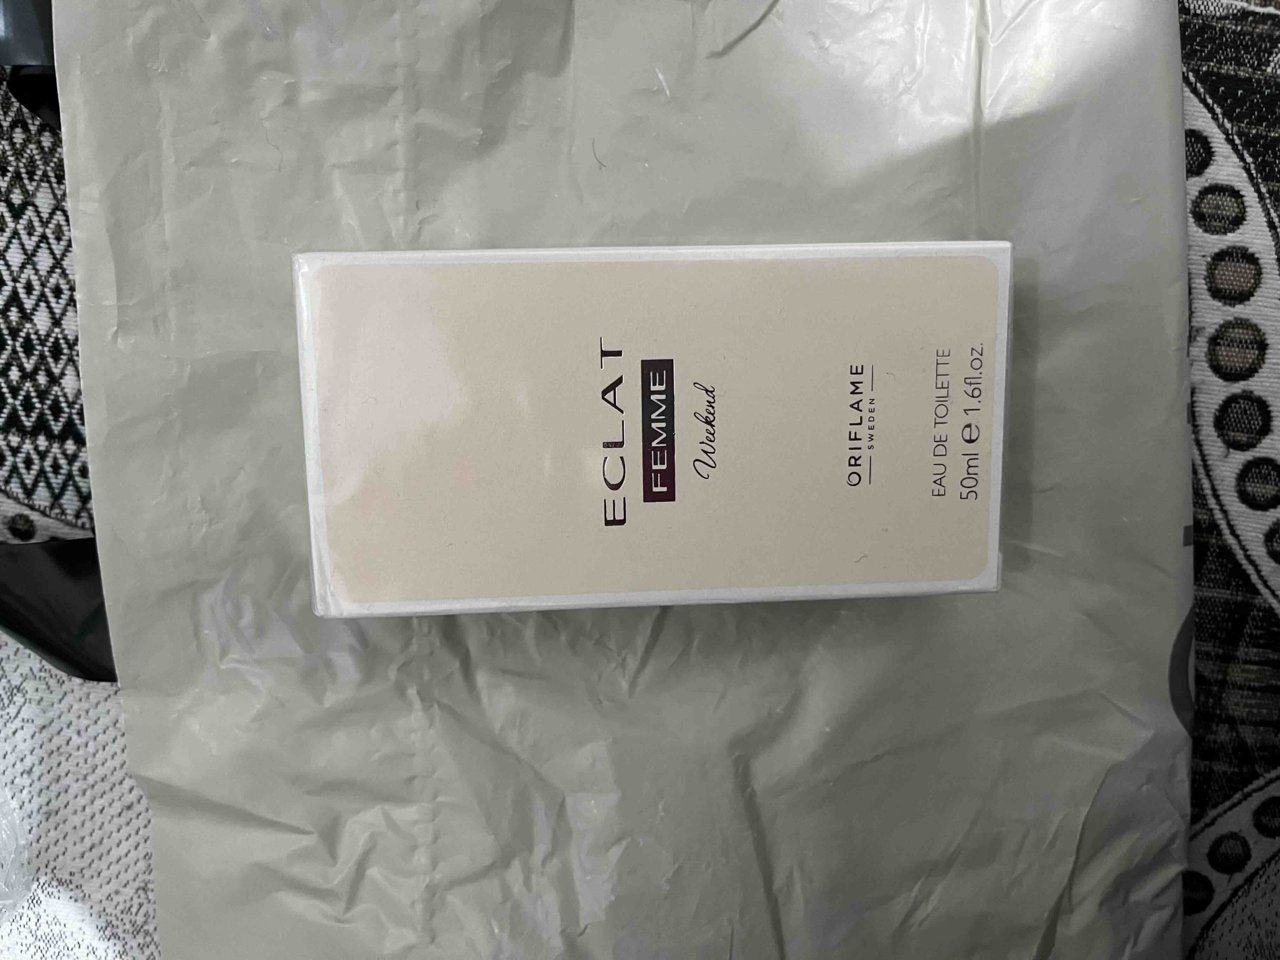 ECLAT
FEMME
Weekend
ORIFLAME
SWEDEN
EAU DE TOILETTE
50ml e 1.6fl.oz.